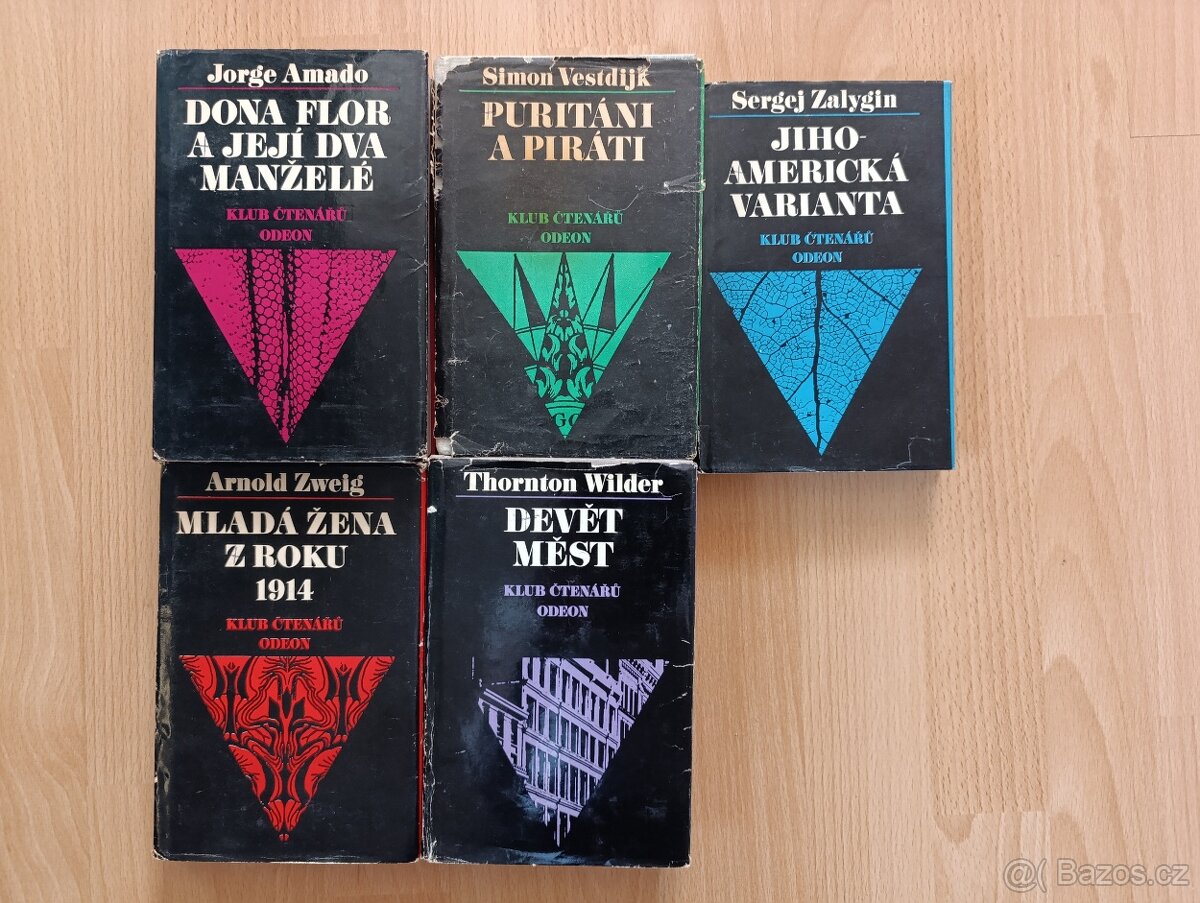 Jorge Amado
DONA FLOR
A JEJÍ DVA
MANŽELÉ
KLUB ČTENÁŘŮ
ODEON
Simon Vestdijk
PURITÁNI
A PIRÁTI
KLUB ČTENÁŘŮ
ODEON
GO
Sergej Zalygin
JIHO-
AMERICKÁ
VARIANTA
KLUB ČTENÁŘŮ
ODEON
Arnold Zweig
MLADÁ ŽENA
Z ROKU
1914
KLUB ČTENÁŘŮ
ODEON
Thornton Wilder
DEVĚT
MĚST
KLUB ČTENÁŘŮ
ODEON
@( Bazos.cz